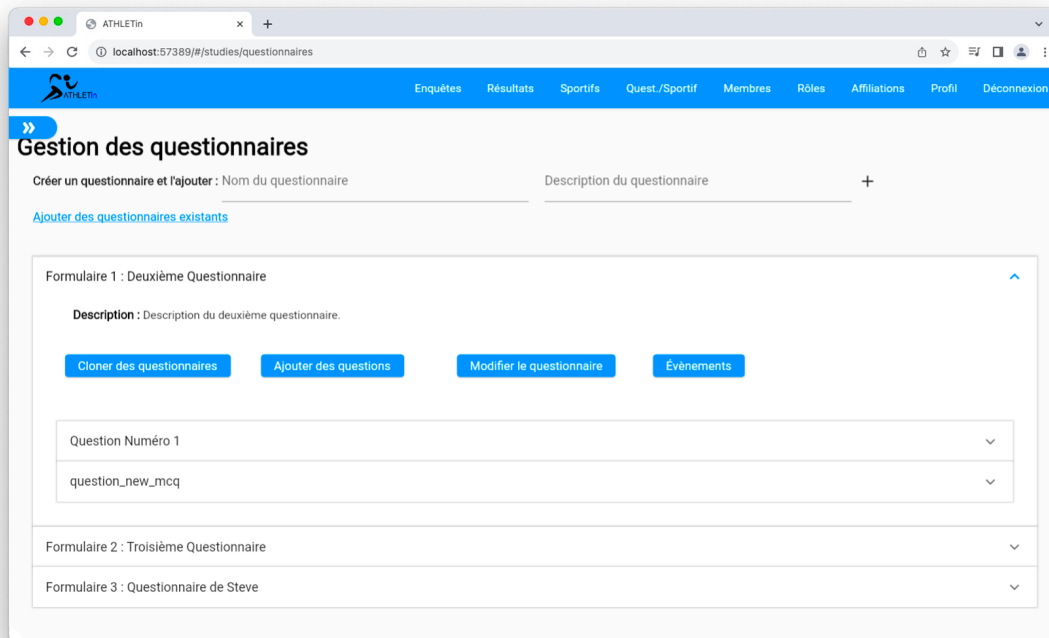 ATHLETin
localhost:57389/#/studies/questionnaires
ATHLETin
Enquêtes Résultats Sportifs Quest./Sportif Membres Rôles Affiliations Profil Déconnexion
Gestion des questionnaires
Créer un questionnaire et l'ajouter : Nom du questionnaire Description du questionnaire
Ajouter des questionnaires existants
Formulaire 1 : Deuxième Questionnaire
Description : Description du deuxième questionnaire.
Cloner des questionnaires Ajouter des questions Modifier le questionnaire Évènements
Question Numéro 1
question_new_mcq
Formulaire 2 : Troisième Questionnaire
Formulaire 3 : Questionnaire de Steve